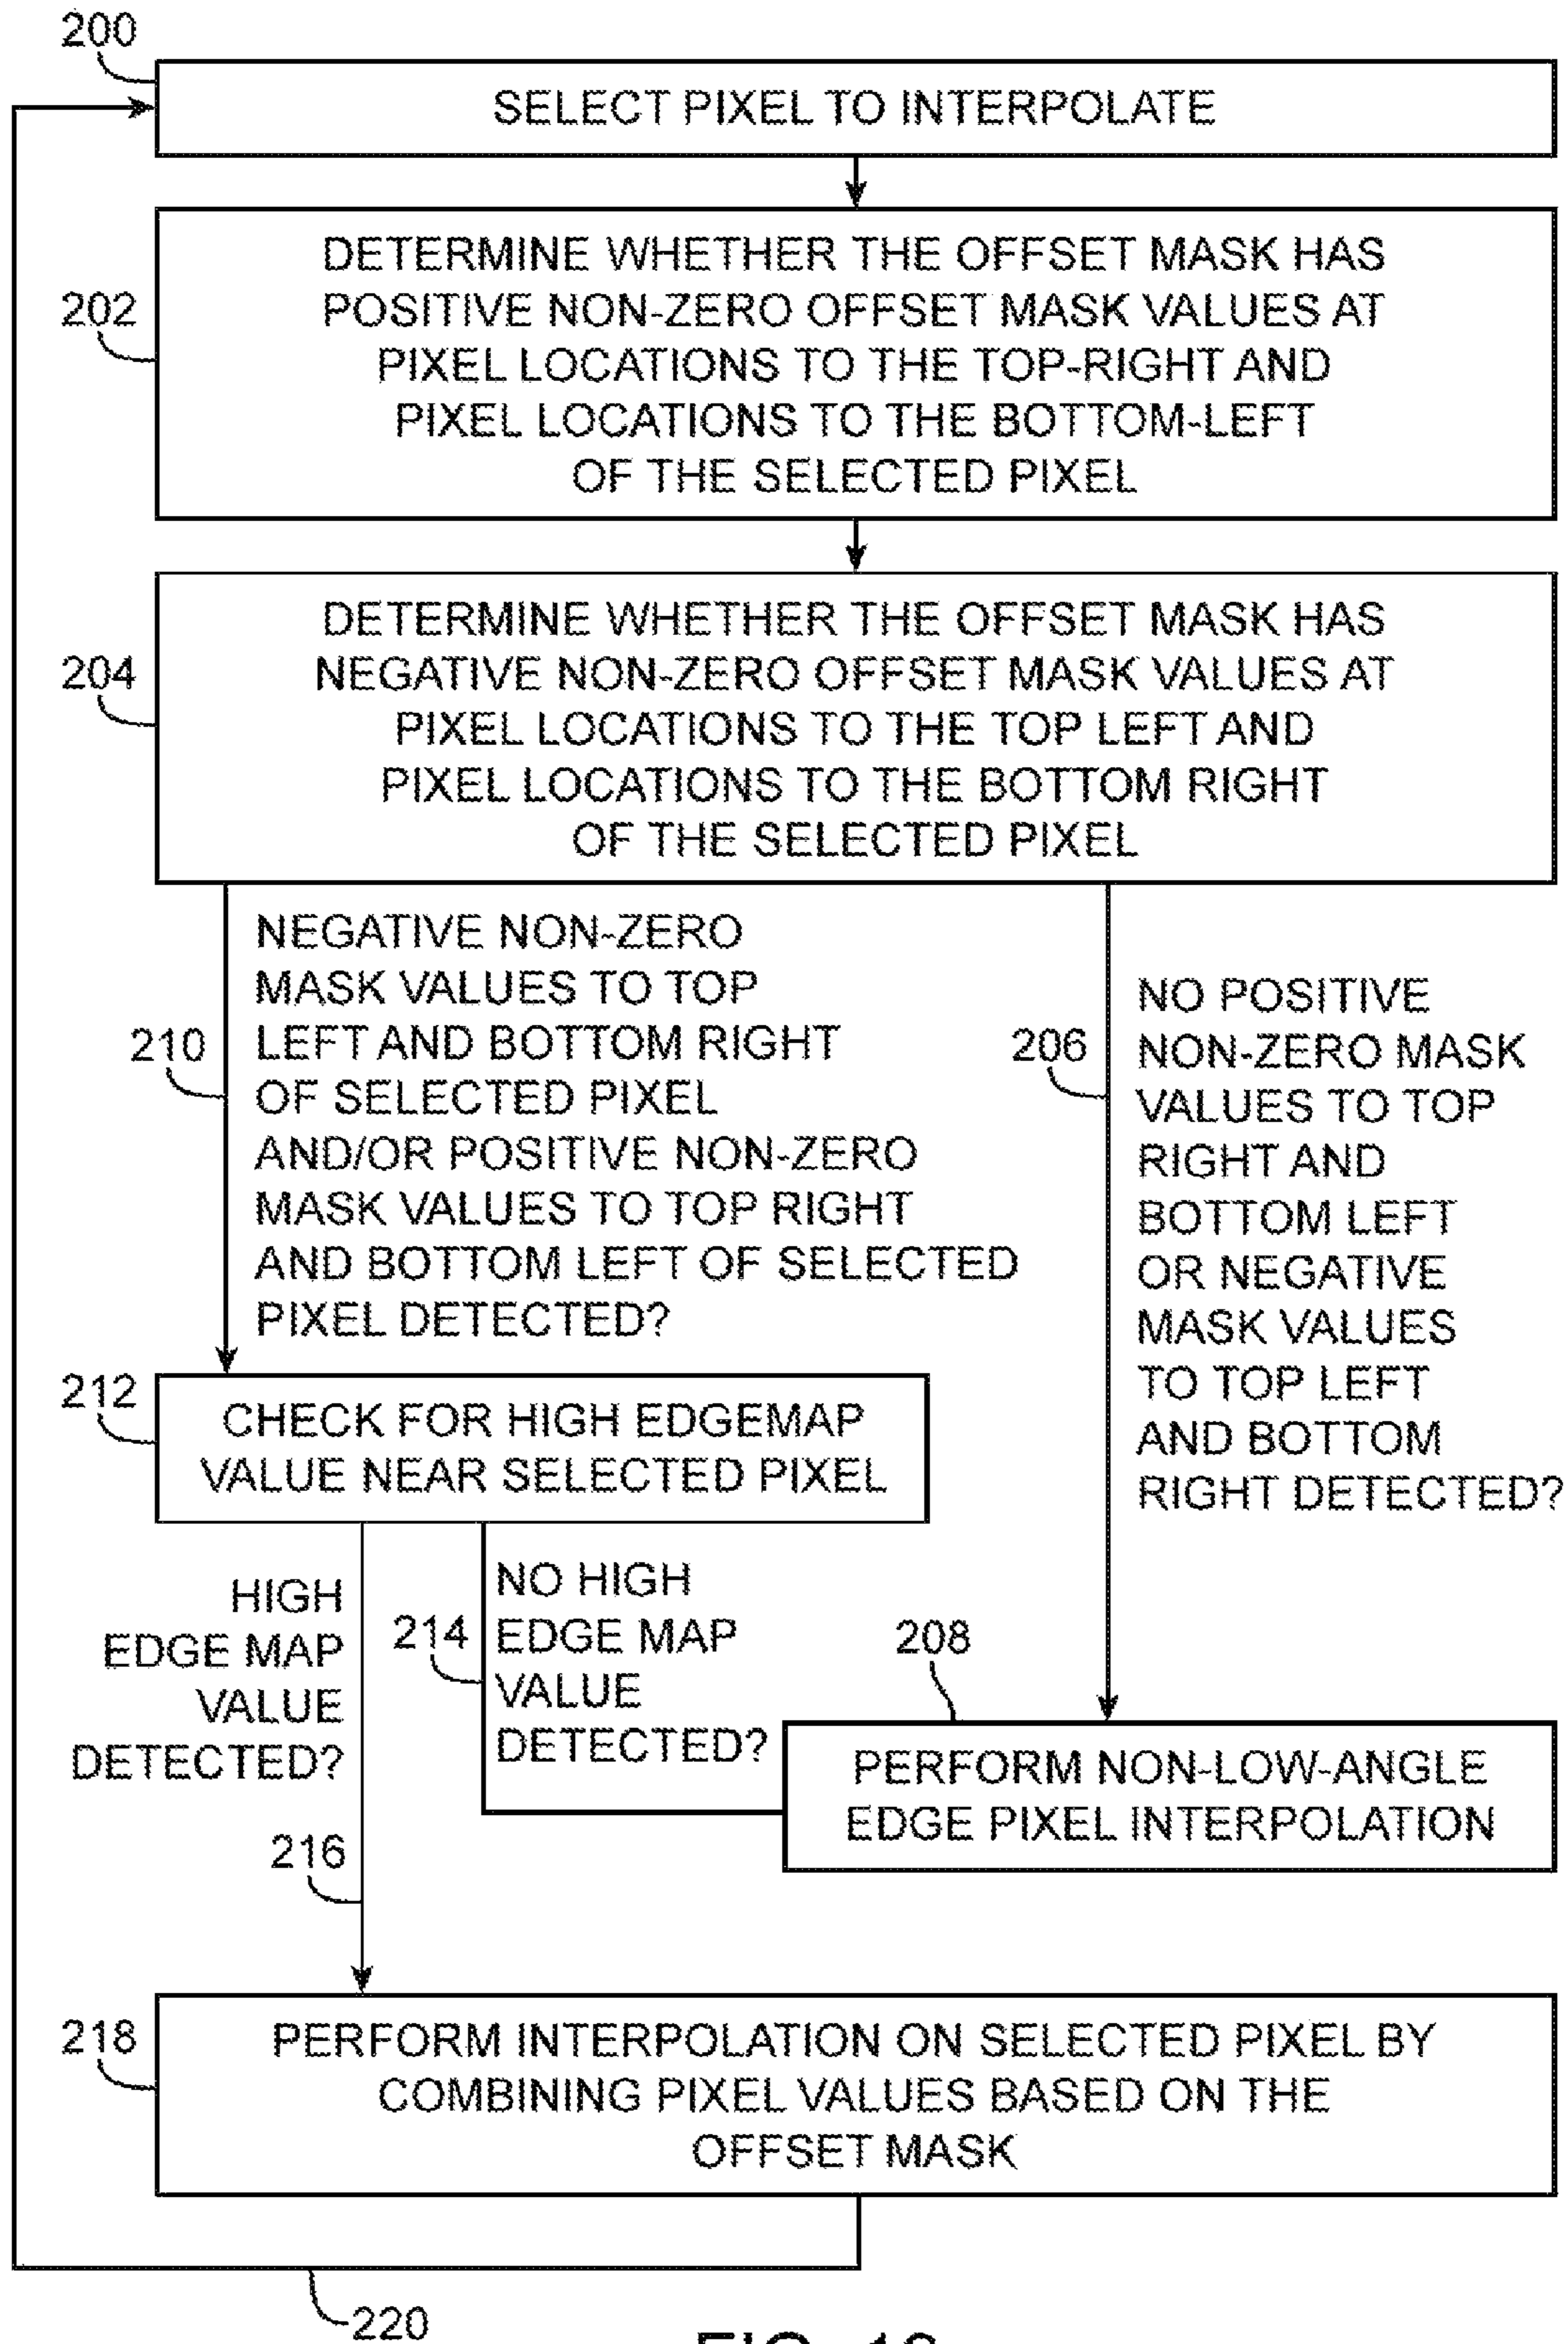 200
SELECT PIXEL TO INTERPOLATE
202
DETERMINE WHETHER THE OFFSET MASK HAS
POSITIVE NON-ZERO OFFSET MASK VALUES AT
PIXEL LOCATIONS TO THE TOP-RIGHT AND
PIXEL LOCATIONS TO THE BOTTOM-LEFT
OF THE SELECTED PIXEL
204
DETERMINE WHETHER THE OFFSET MASK HAS
NEGATIVE NON-ZERO OFFSET MASK VALUES AT
PIXEL LOCATIONS TO THE TOP LEFT AND
PIXEL LOCATIONS TO THE BOTTOM RIGHT
OF THE SELECTED PIXEL
210
NEGATIVE NON-ZERO
MASK VALUES TO TOP
LEFT AND BOTTOM RIGHT
OF SELECTED PIXEL
AND/OR POSITIVE NON-ZERO
MASK VALUES TO TOP RIGHT
AND BOTTOM LEFT OF SELECTED
PIXEL DETECTED?
206
NO POSITIVE
NON-ZERO MASK
VALUES TO TOP
RIGHT AND
BOTTOM LEFT
OR NEGATIVE
MASK VALUES
TO TOP LEFT
AND BOTTOM
RIGHT DETECTED?
212
CHECK FOR HIGH EDGEMAP
VALUE NEAR SELECTED PIXEL
HIGH
EDGE MAP
VALUE
DETECTED?
216
214
NO HIGH
EDGE MAP
VALUE
DETECTED?
208
PERFORM NON-LOW-ANGLE
EDGE PIXEL INTERPOLATION
218
PERFORM INTERPOLATION ON SELECTED PIXEL BY
COMBINING PIXEL VALUES BASED ON THE
OFFSET MASK
220